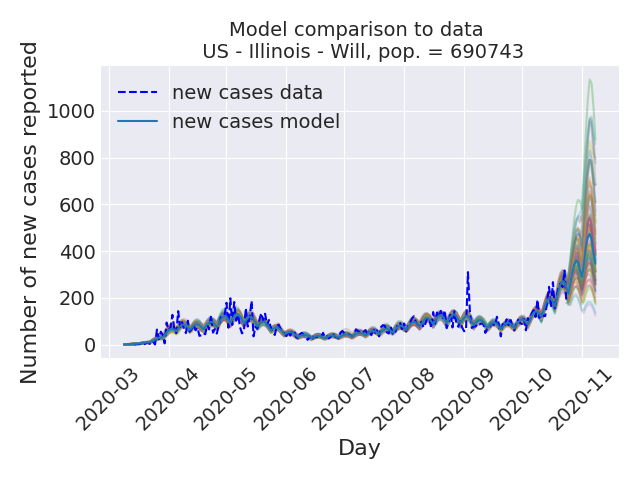 Model comparison to data
US - Illinois - Will, pop. = 690743
new cases data
new cases model
Number of new cases reported
1000
800
600
400
200
0
2020-03
2020-04
2020-05
2020-06
2020-07
2020-08
2020-09
2020-10
2020-11
Day